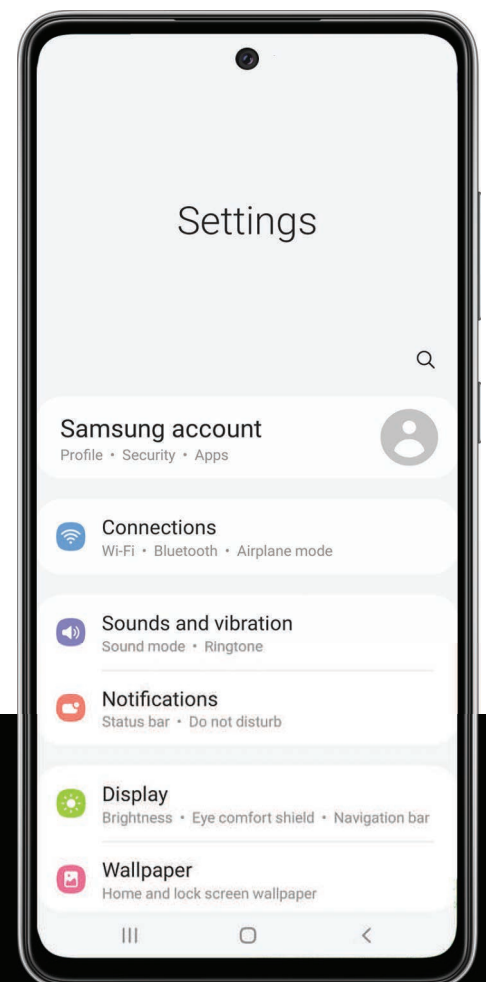 Settings
Samsung account
Profile • Security • Apps
Connections
Wi-Fi • Bluetooth • Airplane mode
Sounds and vibration
Sound mode • Ringtone
Notifications
Status bar • Do not disturb
Display
Brightness • Eye comfort shield • Navigation bar
Wallpaper
Home and lock screen wallpaper